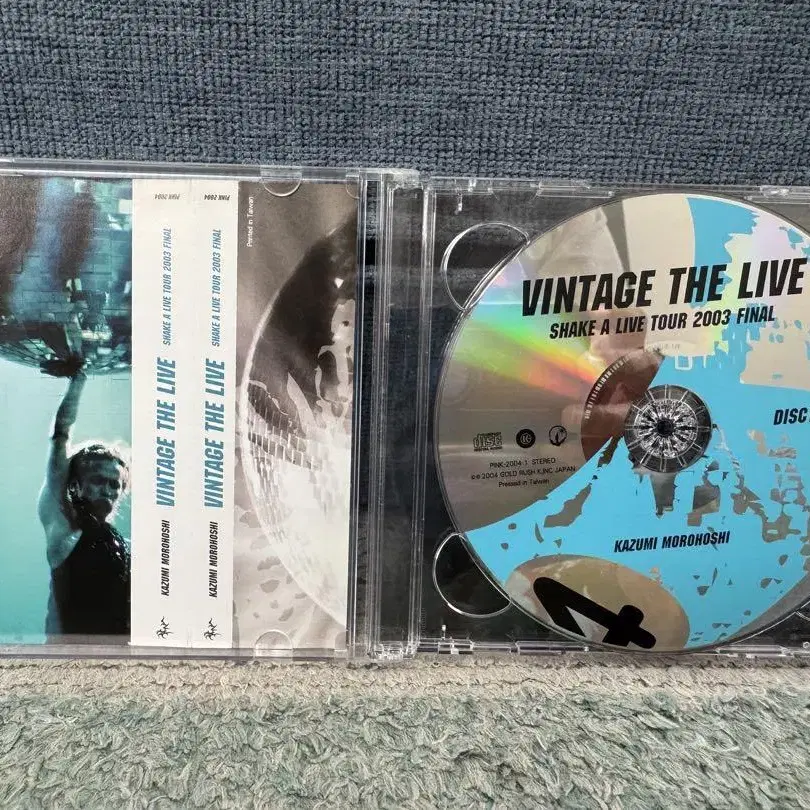 PINK 2004
PINK 2004
Printed in Taiwan
SHAKE A LIVE TOUR 2003 FINAL
VINTAGE THE LIVE
KAZUMI MOROHOSHI
SHAKE A LIVE TOUR 2003 FINAL
VINTAGE THE LIVE
KAZUMI MOROHOSHI
VINTAGE THE LIVE
SHAKE A LIVE TOUR 2003 FINAL
DISC
PINK-2004-1 STEREO
℗© 2004 GOLD RUSH K.INC. JAPAN
Pressed in Taiwan
KAZUMI MOROHOSHI
4